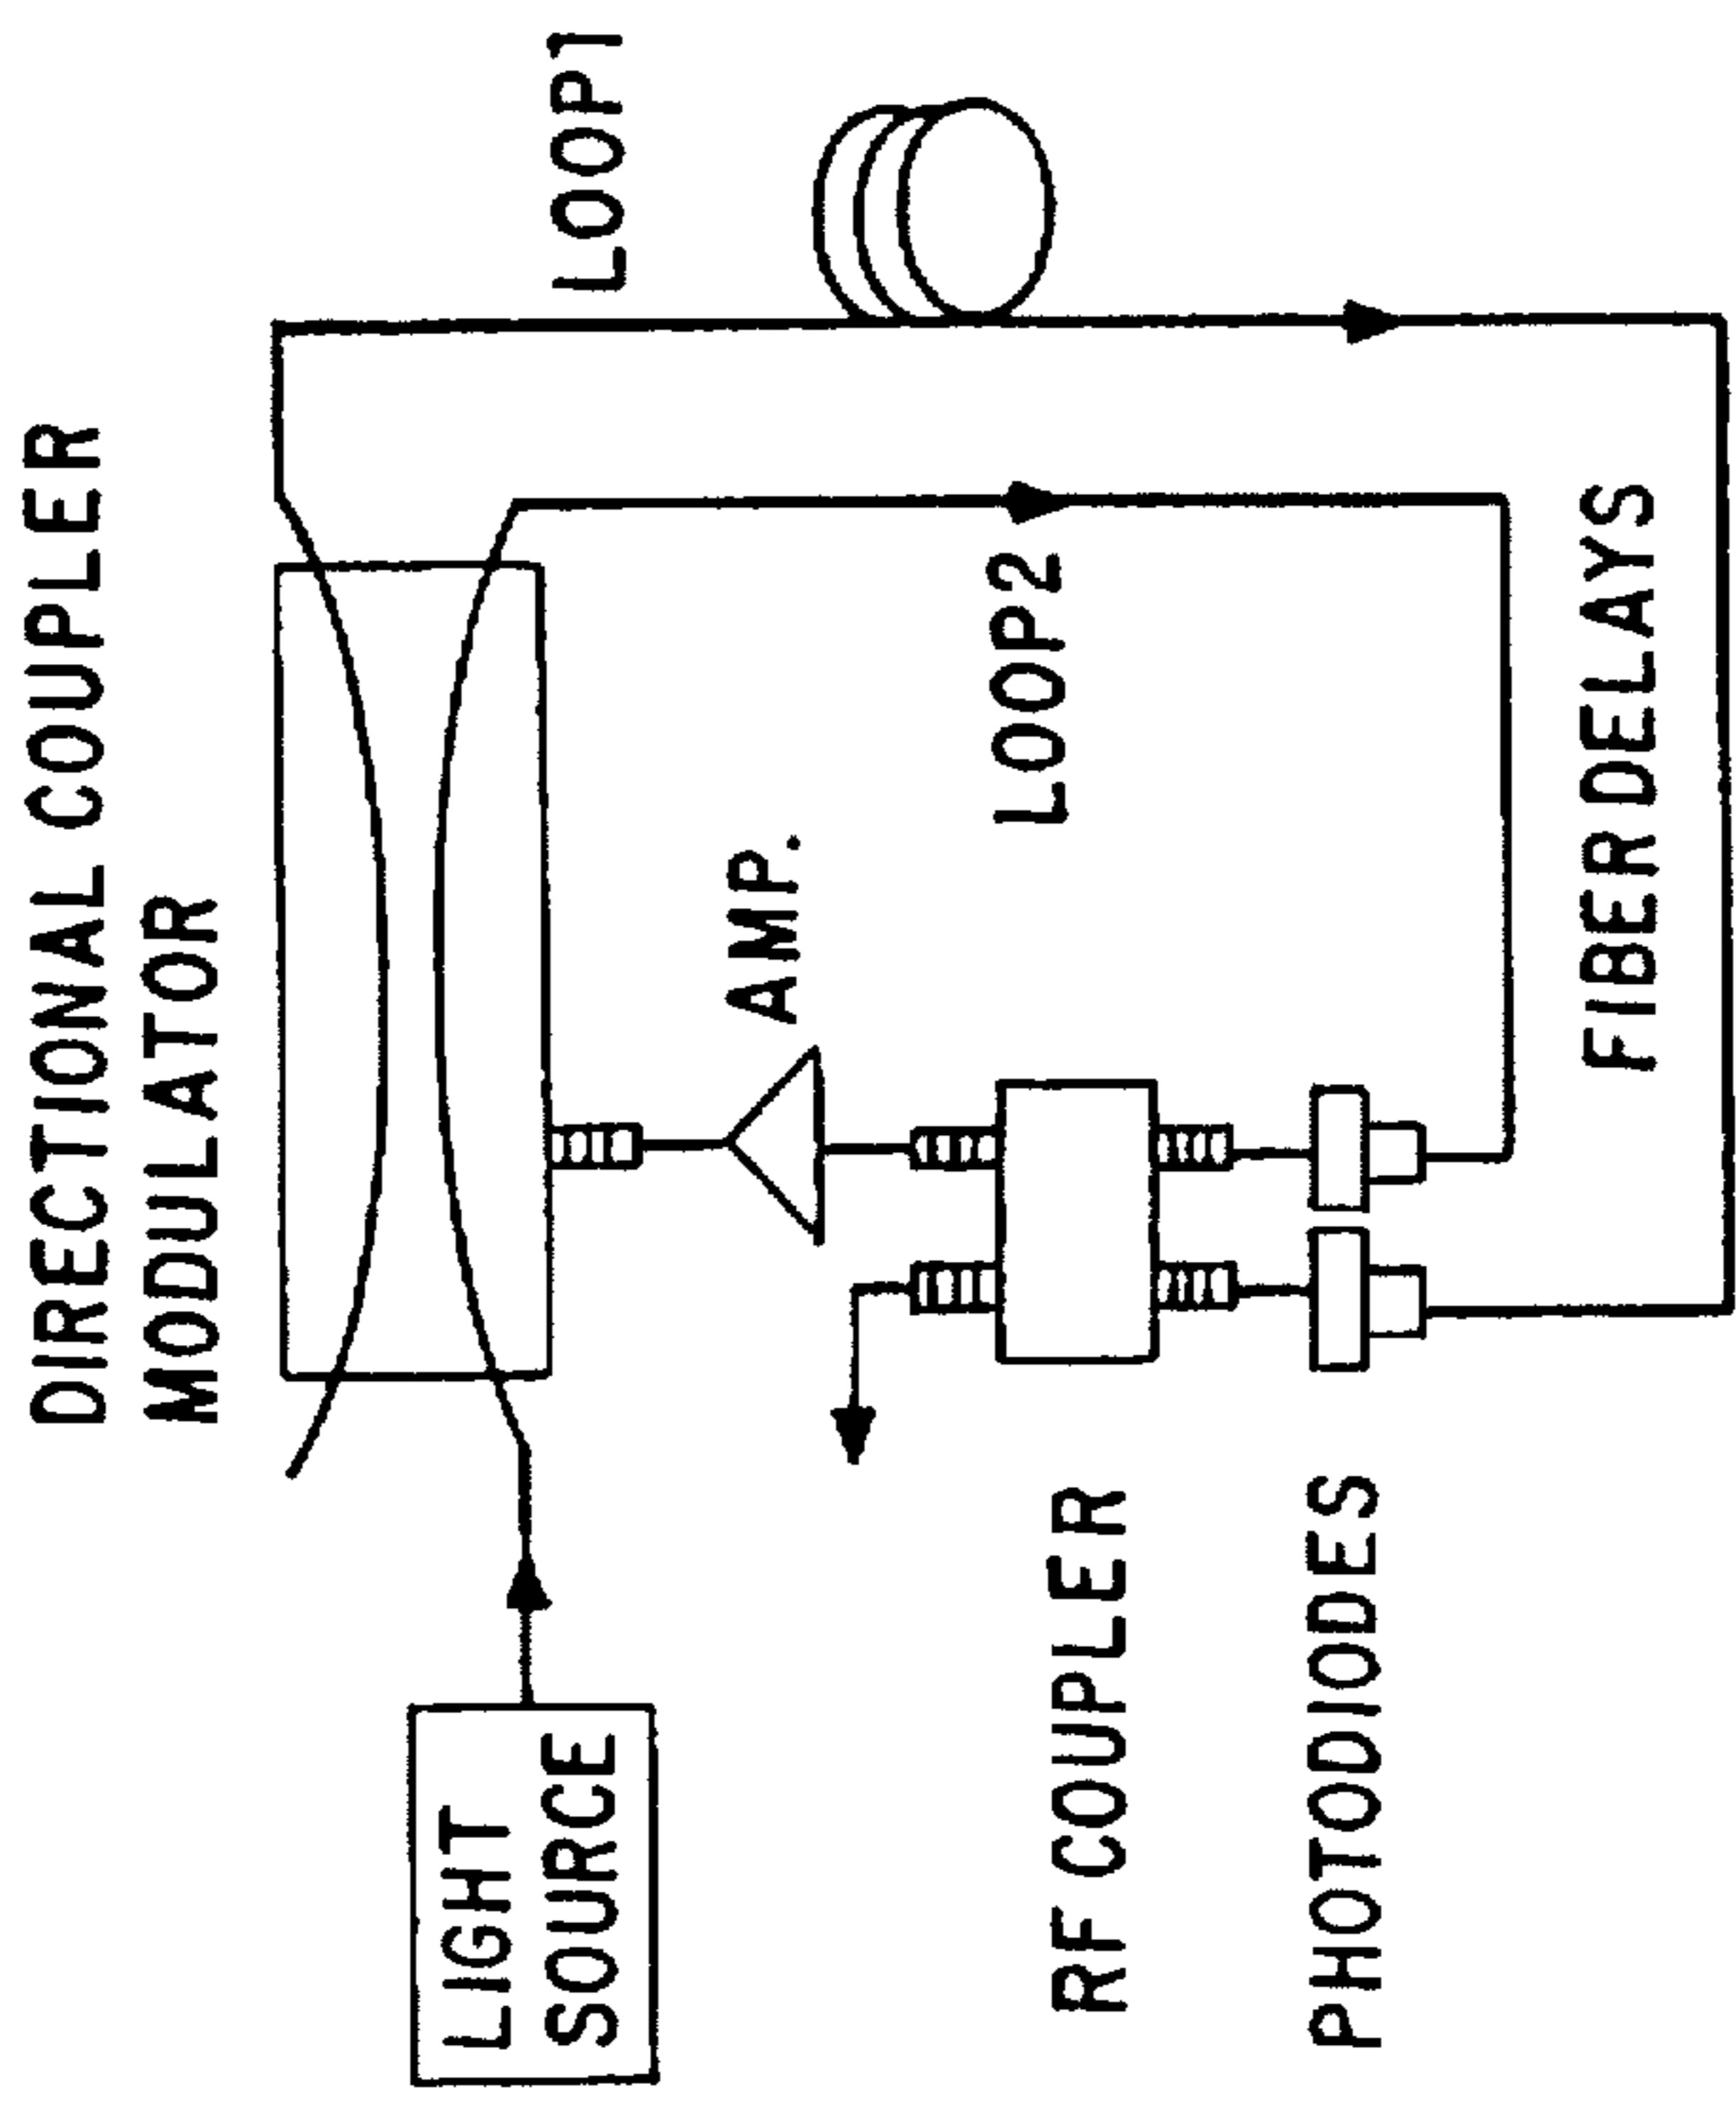 DIRECTIONAL COUPLER
MODULATOR
LIGHT
SOURCE
LOOP1
AMP.
LOOP2
RF COUPLER
PHOTODIODES
FIBER DELAYS